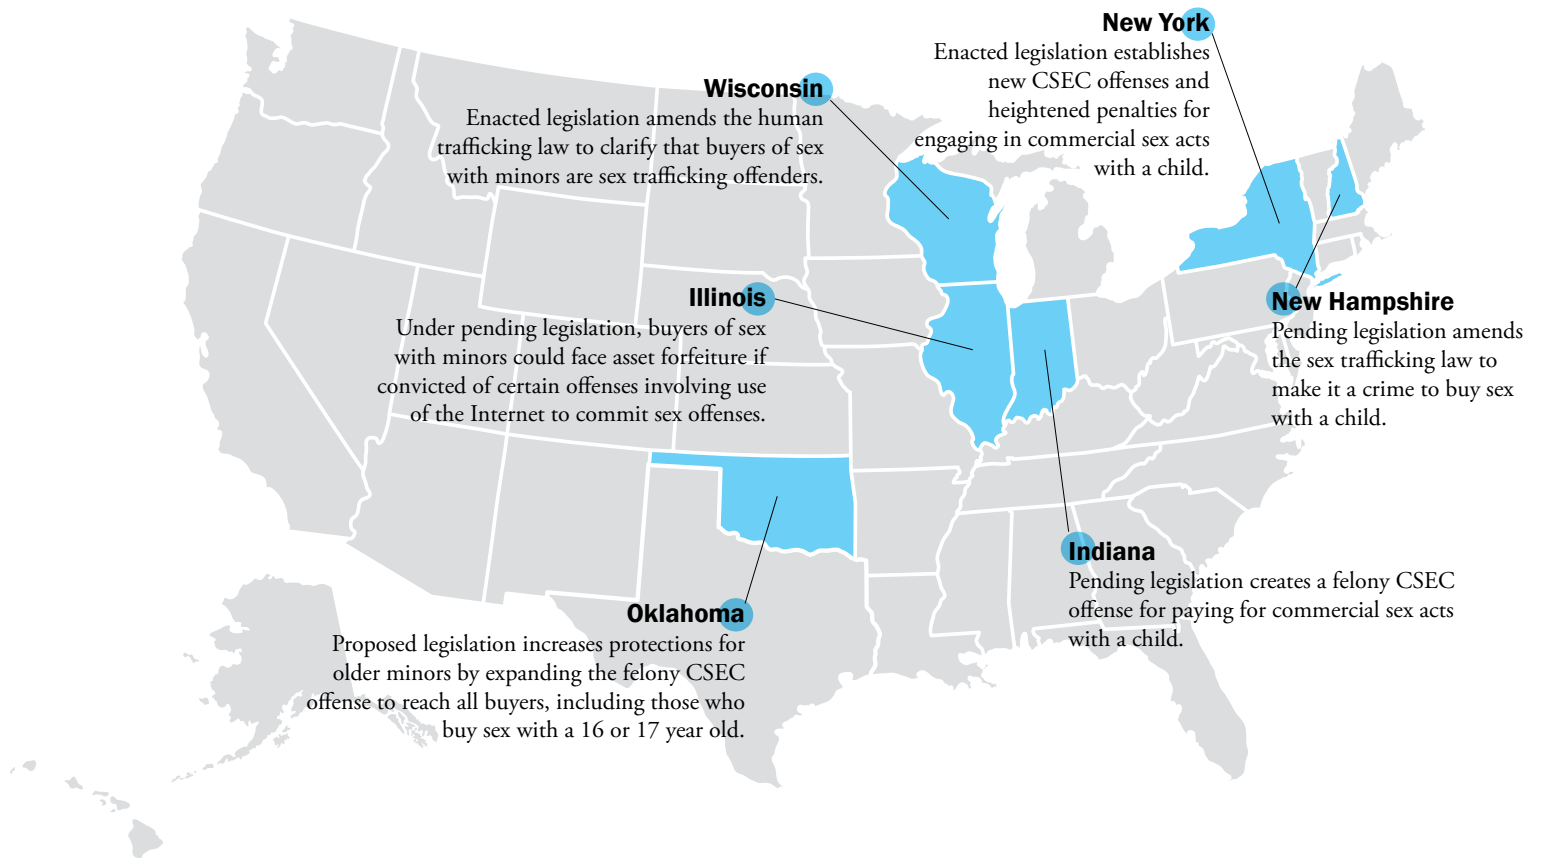 New York
Enacted legislation establishes
new CSEC offenses and
heightened penalties for
engaging in commercial sex acts
with a child.
Wisconsin
Enacted legislation amends the human
trafficking law to clarify that buyers of sex
with minors are sex trafficking offenders.
Illinois
Under pending legislation, buyers of sex
with minors could face asset forfeiture if
convicted of certain offenses involving use
of the Internet to commit sex offenses.
New Hampshire
Pending legislation amends
the sex trafficking law to
make it a crime to buy sex
with a child.
Indiana
Pending legislation creates a felony CSEC
offense for paying for commercial sex acts
with a child.
Oklahoma
Proposed legislation increases protections for
older minors by expanding the felony CSEC
offense to reach all buyers, including those who
buy sex with a 16 or 17 year old.